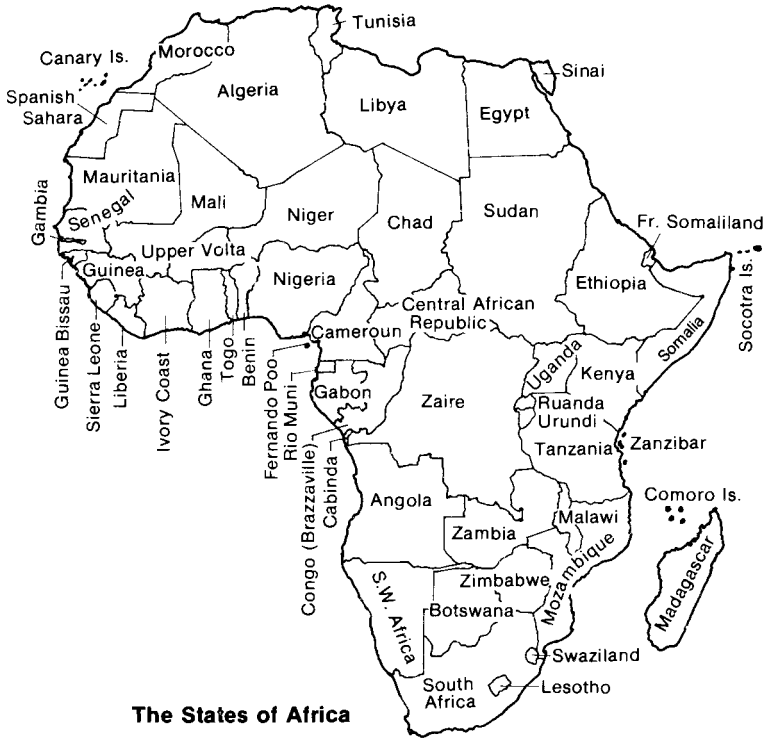 Tunisia
Morocco
Canary Is.
Algeria
Sinai
Spanish
Sahara
Libya
Egypt
Mauritania
Mali
Senegal
Gambia
Niger
Chad
Sudan
Fr. Somaliland
Upper Volta
Guinea
Nigeria
Ethiopia
Socotra Is.
Central African
Republic
Cameroun
Somalia
Guinea Bissau
Sierra Leone
Liberia
Ivory Coast
Ghana
Togo
Benin
Fernando Poo
Rio Muni
Uganda
Kenya
Gabon
Zaire
Ruanda
Urundi
Tanzania
Zanzibar
Congo (Brazzaville)
Cabinda
Comoro Is.
Angola
Malawi
Zambia
Mozambique
Madagascar
Zimbabwe
S.W. Africa
Botswana
Swaziland
South
Africa
Lesotho
The States of Africa